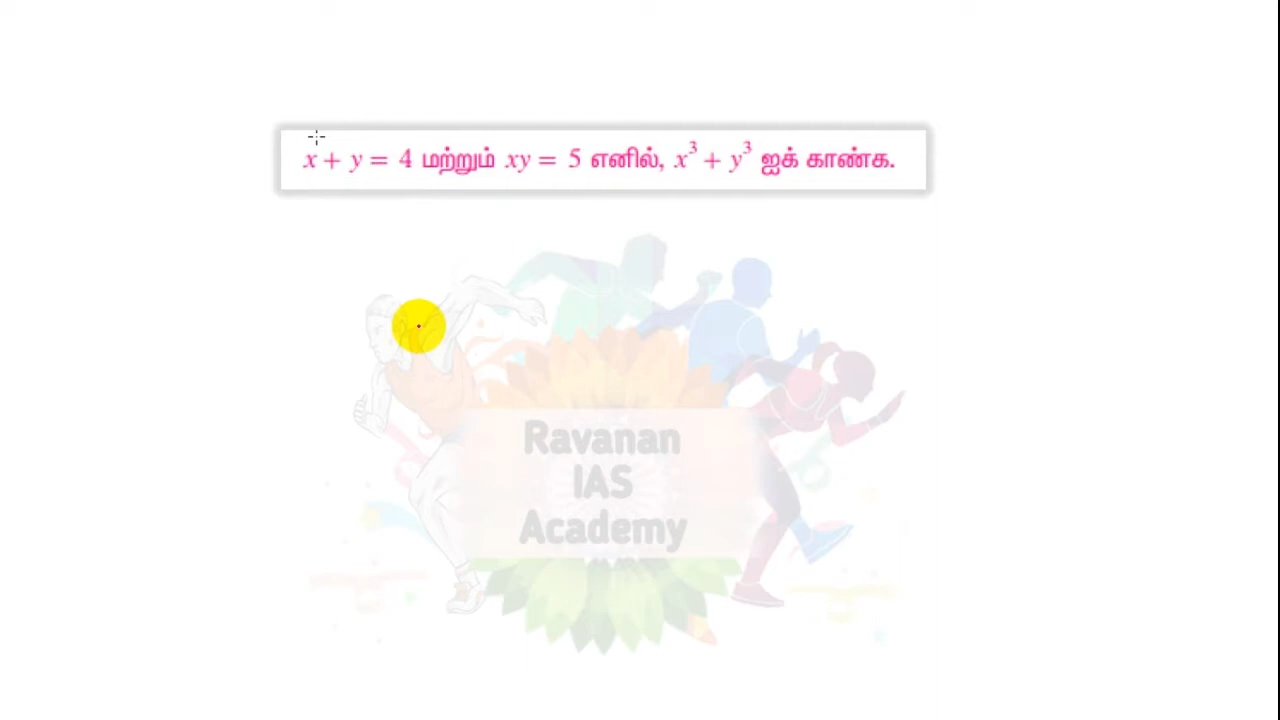 x + y = 4 மற்றும் xy = 5 எனில், x³ + y³ ஐக் காண்க.
Ravanan
IAS
Academy